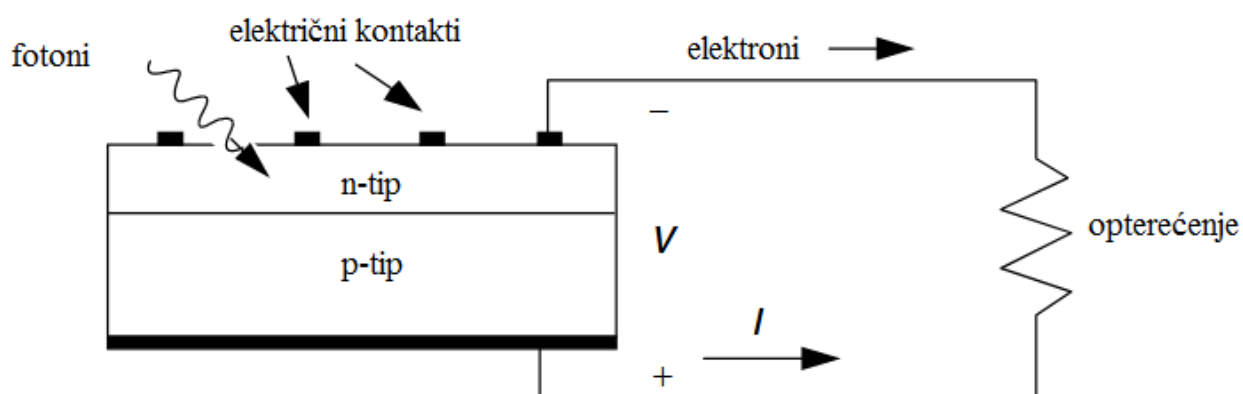 fotoni
električni kontakti
elektroni
−
n-tip
p-tip
V
opterećenje
I
+